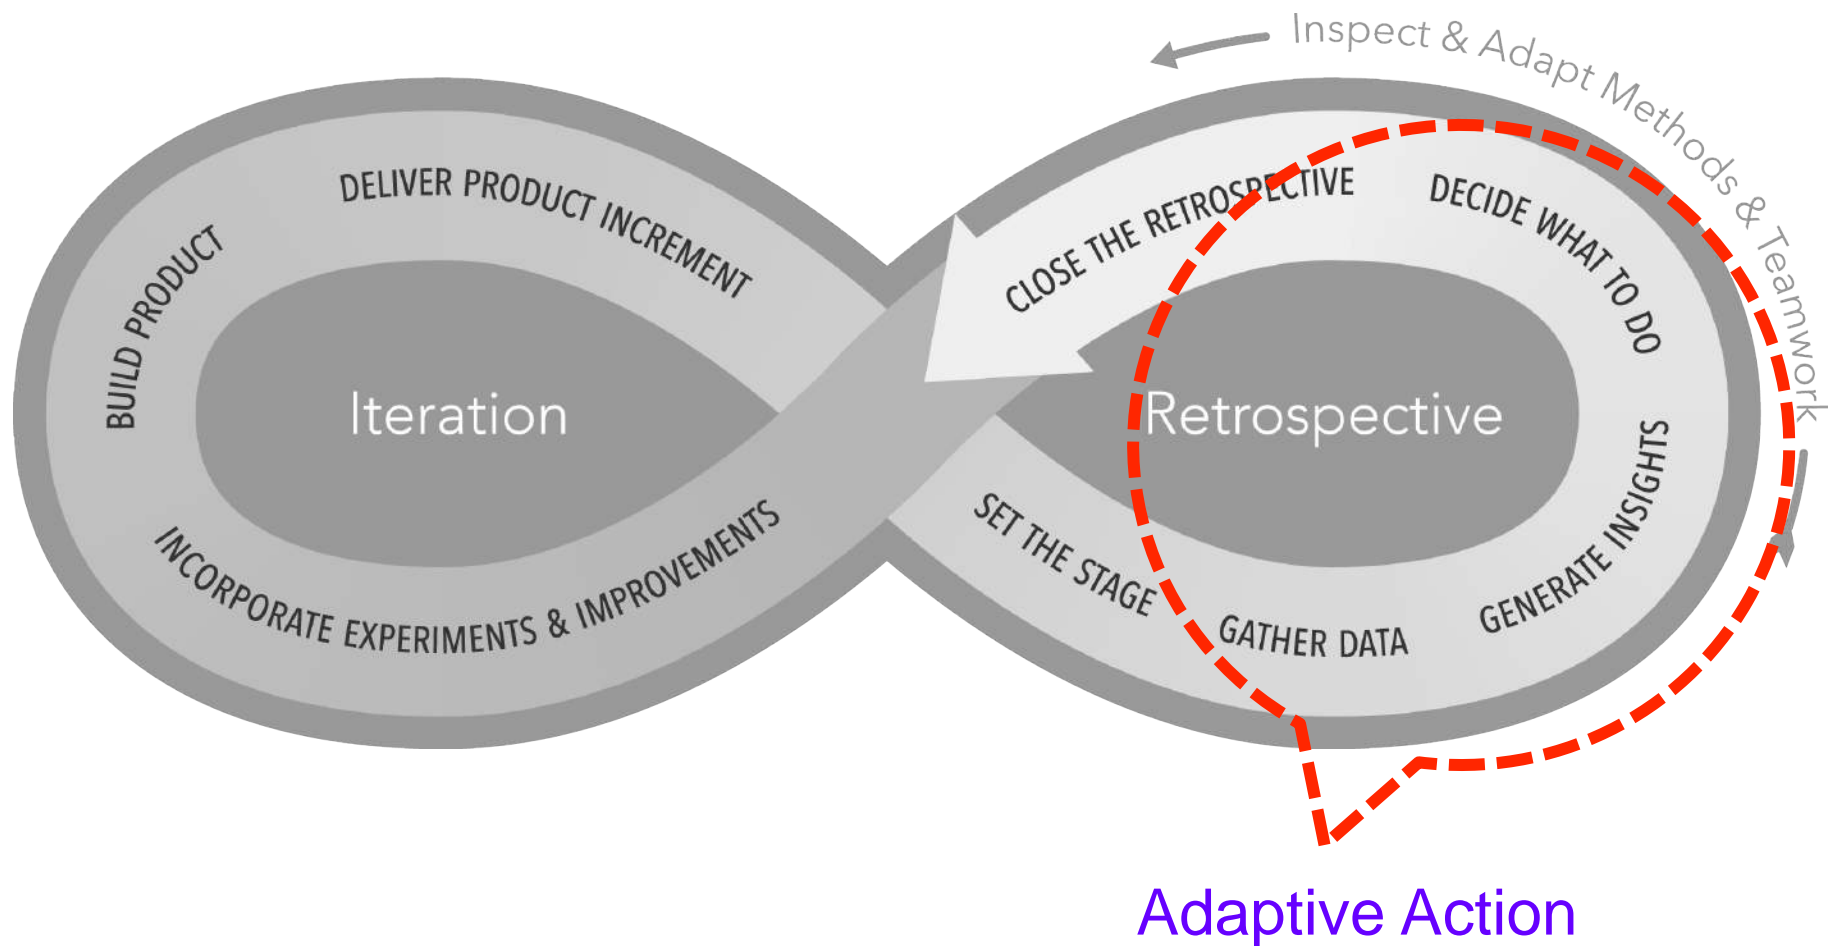 Inspect & Adapt Methods & Teamwork
DELIVER PRODUCT INCREMENT
BUILD PRODUCT
INCORPORATE EXPERIMENTS & IMPROVEMENTS
Iteration
CLOSE THE RETROSPECTIVE
DECIDE WHAT TO DO
Retrospective
SET THE STAGE
GATHER DATA
GENERATE INSIGHTS
Adaptive Action